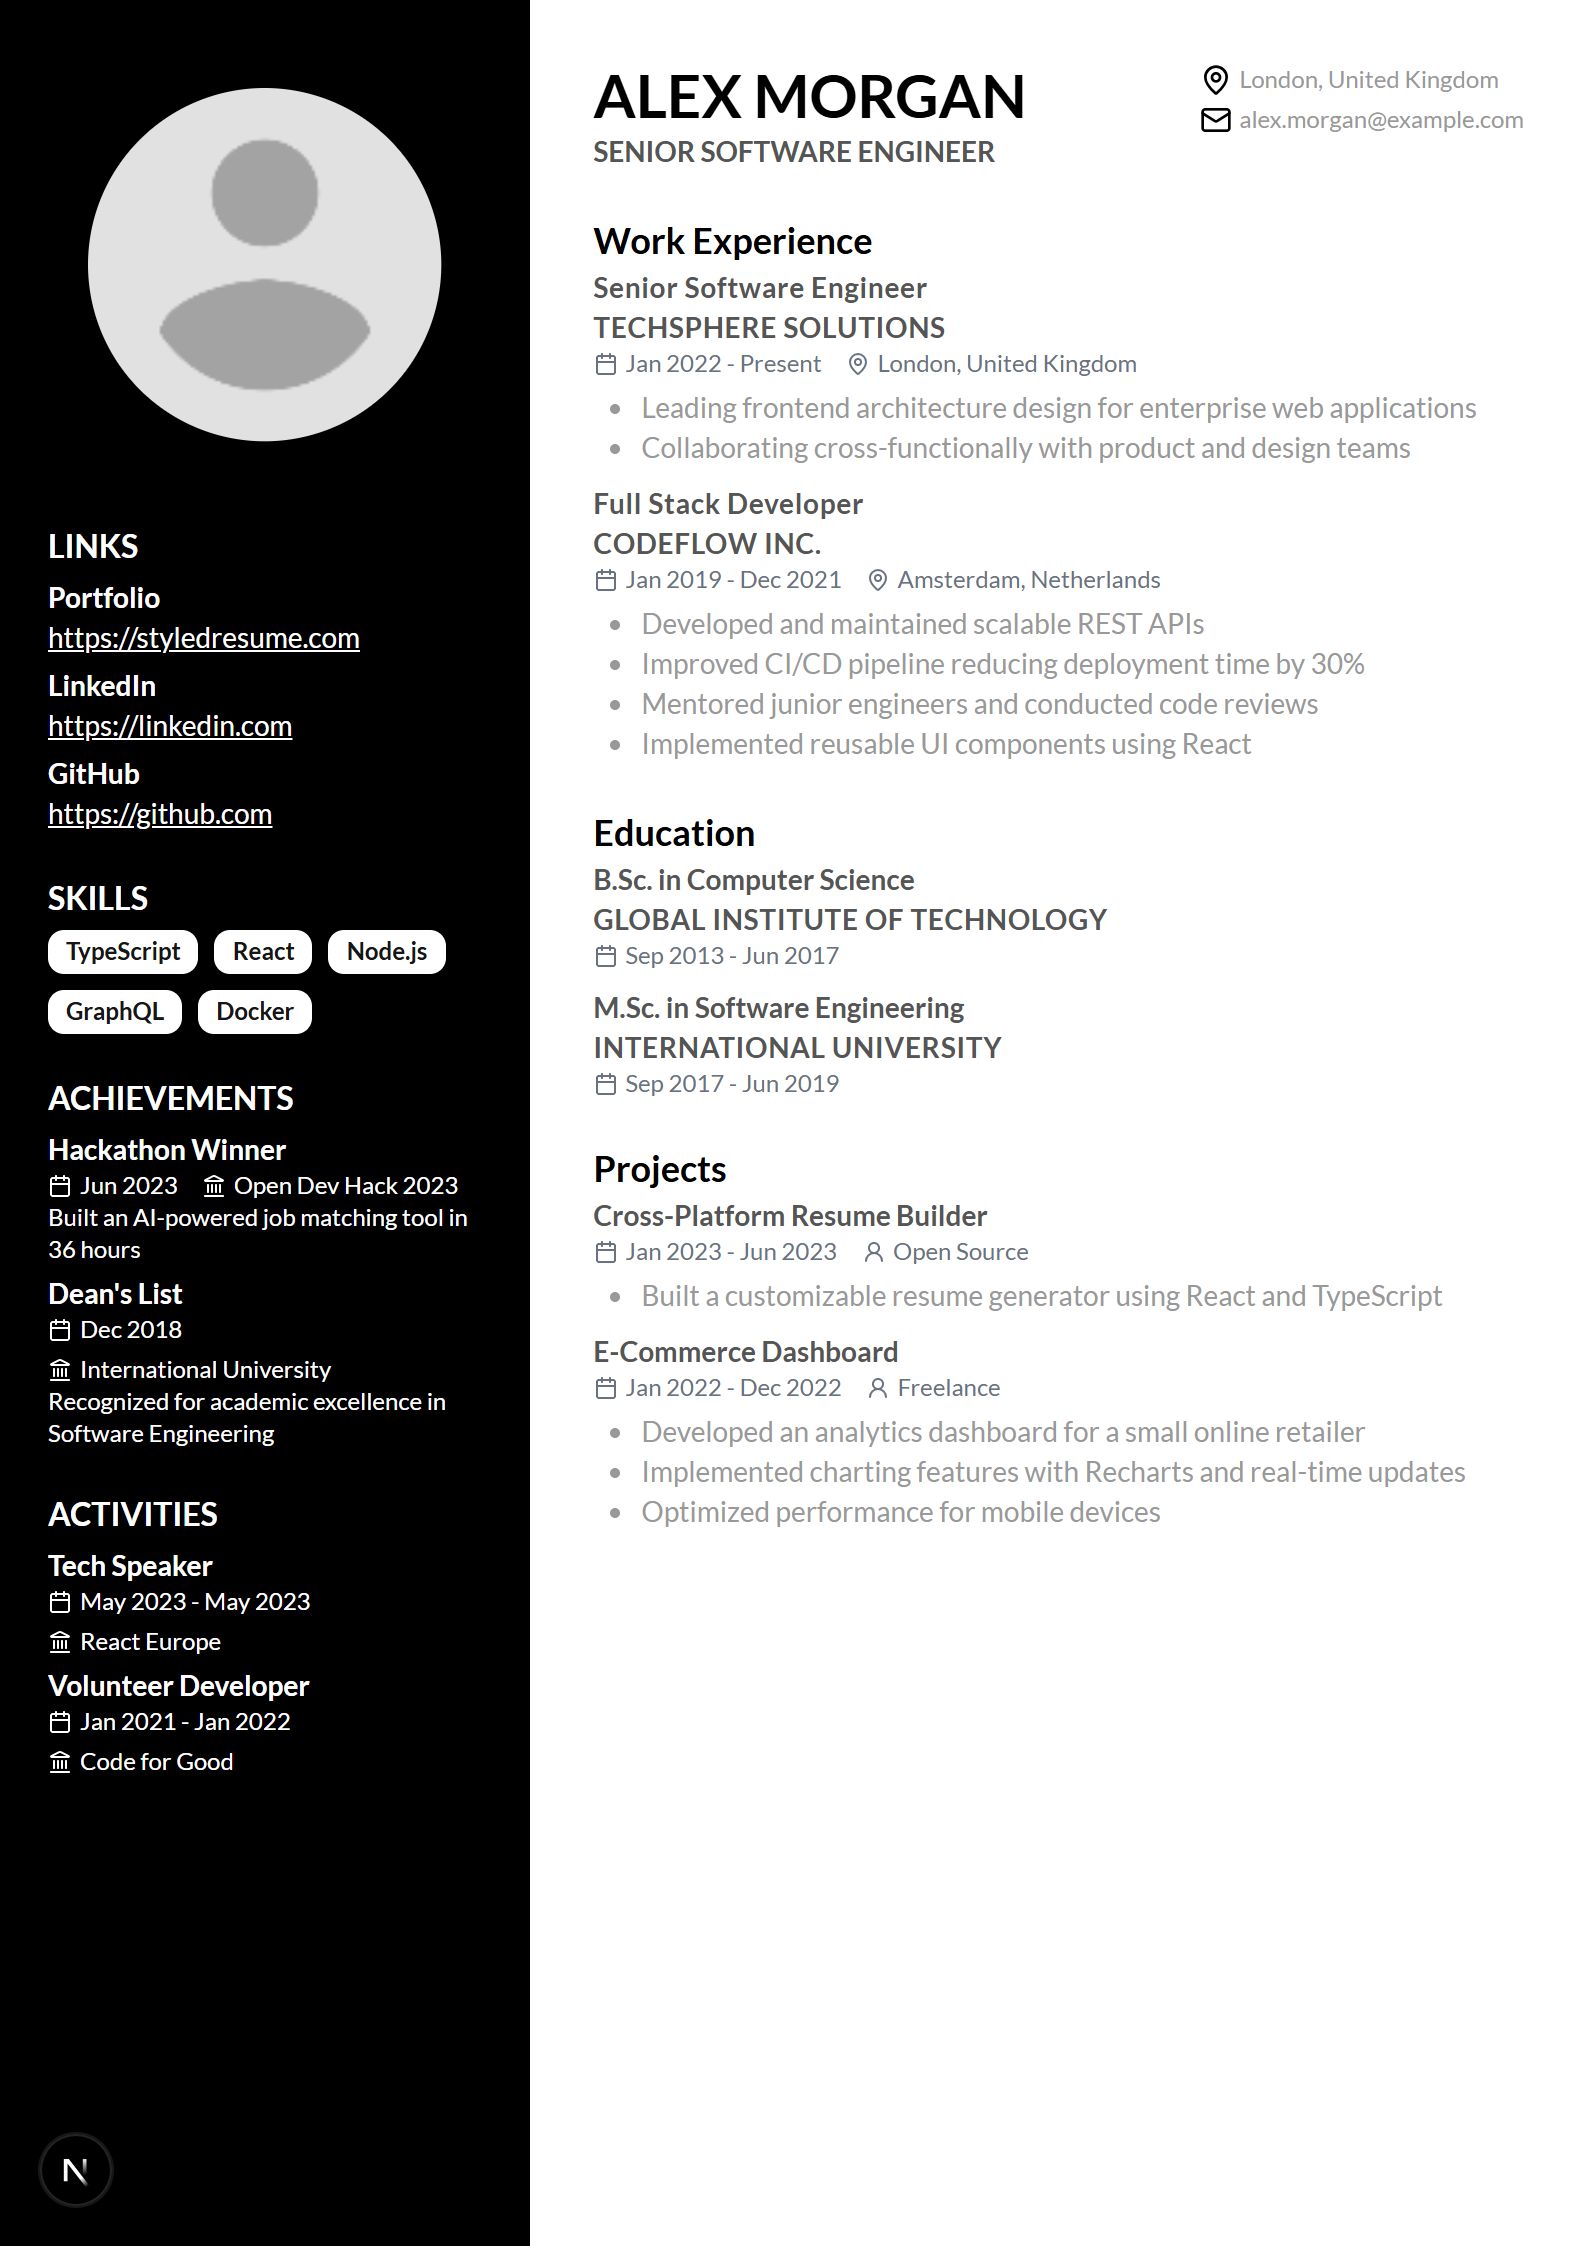 LINKS
Portfolio
https://styledresume.com
LinkedIn
https://linkedin.com
GitHub
https://github.com
SKILLS
TypeScript React Node.js
GraphQL Docker
ACHIEVEMENTS
Hackathon Winner
Jun 2023 Open Dev Hack 2023
Built an AI-powered job matching tool in
36 hours
Dean's List
Dec 2018
International University
Recognized for academic excellence in
Software Engineering
ACTIVITIES
Tech Speaker
May 2023 - May 2023
React Europe
Volunteer Developer
Jan 2021 - Jan 2022
Code for Good
N
ALEX MORGAN
SENIOR SOFTWARE ENGINEER
London, United Kingdom
alex.morgan@example.com
Work Experience
Senior Software Engineer
TECHSPHERE SOLUTIONS
Jan 2022 - Present London, United Kingdom
• Leading frontend architecture design for enterprise web applications
• Collaborating cross-functionally with product and design teams
Full Stack Developer
CODEFLOW INC.
Jan 2019 - Dec 2021 Amsterdam, Netherlands
• Developed and maintained scalable REST APIs
• Improved CI/CD pipeline reducing deployment time by 30%
• Mentored junior engineers and conducted code reviews
• Implemented reusable UI components using React
Education
B.Sc. in Computer Science
GLOBAL INSTITUTE OF TECHNOLOGY
Sep 2013 - Jun 2017
M.Sc. in Software Engineering
INTERNATIONAL UNIVERSITY
Sep 2017 - Jun 2019
Projects
Cross-Platform Resume Builder
Jan 2023 - Jun 2023 Open Source
• Built a customizable resume generator using React and TypeScript
E-Commerce Dashboard
Jan 2022 - Dec 2022 Freelance
• Developed an analytics dashboard for a small online retailer
• Implemented charting features with Recharts and real-time updates
• Optimized performance for mobile devices